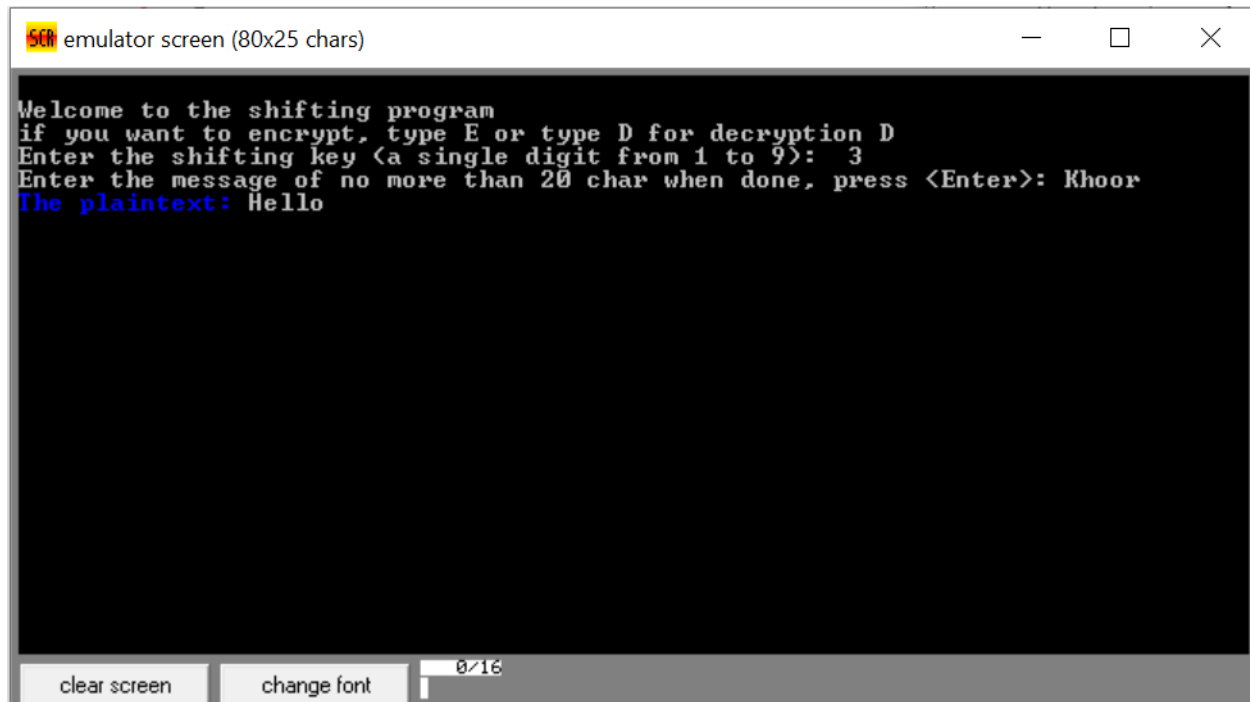 SCR emulator screen (80x25 chars)
Welcome to the shifting program
if you want to encrypt, type E or type D for decryption D
Enter the shifting key (a single digit from 1 to 9):  3
Enter the message of no more than 20 char when done, press <Enter>: Khoor
The plaintext: Hello
0/16
clear screen change font